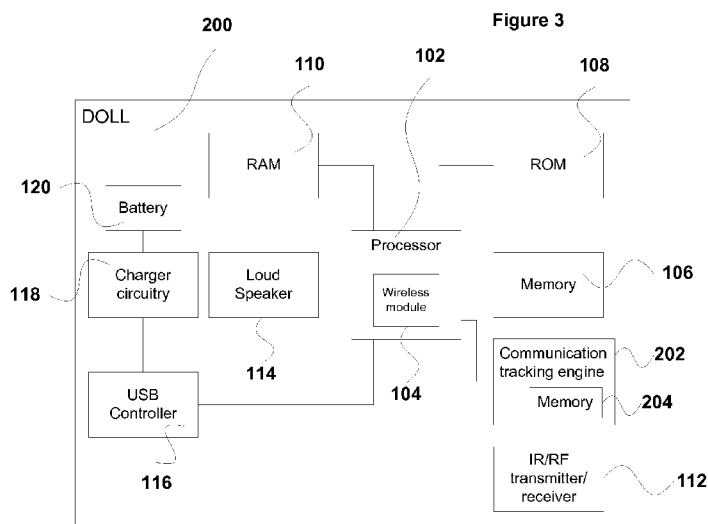 Figure 3
200
110
102
108
DOLL
RAM
ROM
120
Battery
Processor
118
Charger
circuitry
Loud
Speaker
Wireless
module
Memory
106
114
104
Communication
tracking engine
202
USB
Controller
Memory
204
116
IR/RF
transmitter/
receiver
112